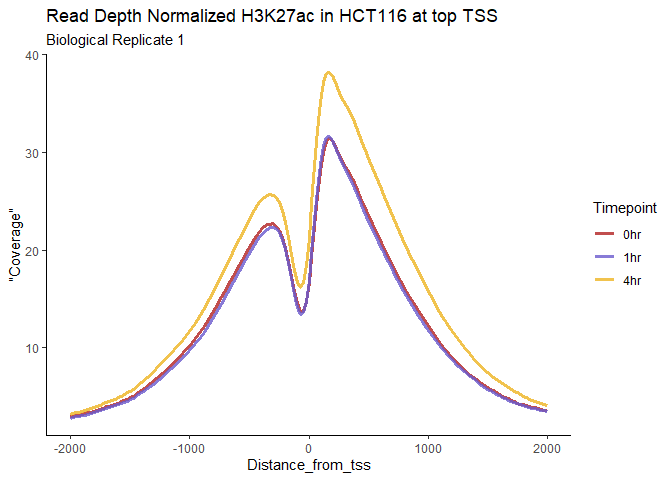 Read Depth Normalized H3K27ac in HCT116 at top TSS
Biological Replicate 1
40
30
20
10
"Coverage"
-2000
-1000
0
1000
2000
Distance_from_tss
Timepoint
0hr
1hr
4hr